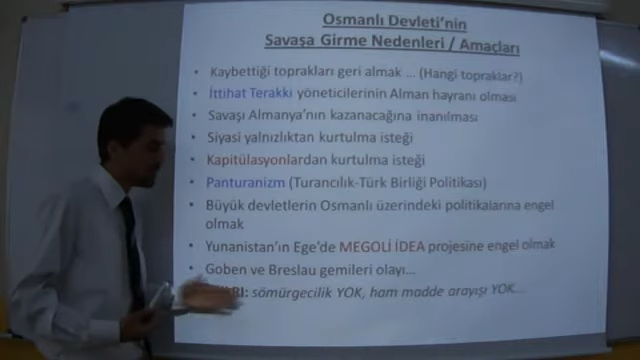 Osmanlı Devleti'nin
Savaşa Girme Nedenleri / Amaçları
• Kaybettiği toprakları geri almak ... (Hangi topraklar?)
• İttihat Terakki yöneticilerinin Alman hayranı olması
• Savaşı Almanya'nın kazanacağına inanılması
• Siyasi yalnızlıktan kurtulma isteği
• Kapitülasyonlardan kurtulma isteği
• Panturanizm (Turancılık-Türk Birliği Politikası)
• Büyük devletlerin Osmanlı üzerindeki politikalarına engel
olmak
• Yunanistan'ın Ege'de MEGOLİ İDEA projesine engel olmak
• Goben ve Breslau gemileri olayı...
sömürgecilik YOK, ham madde arayışı YOK...